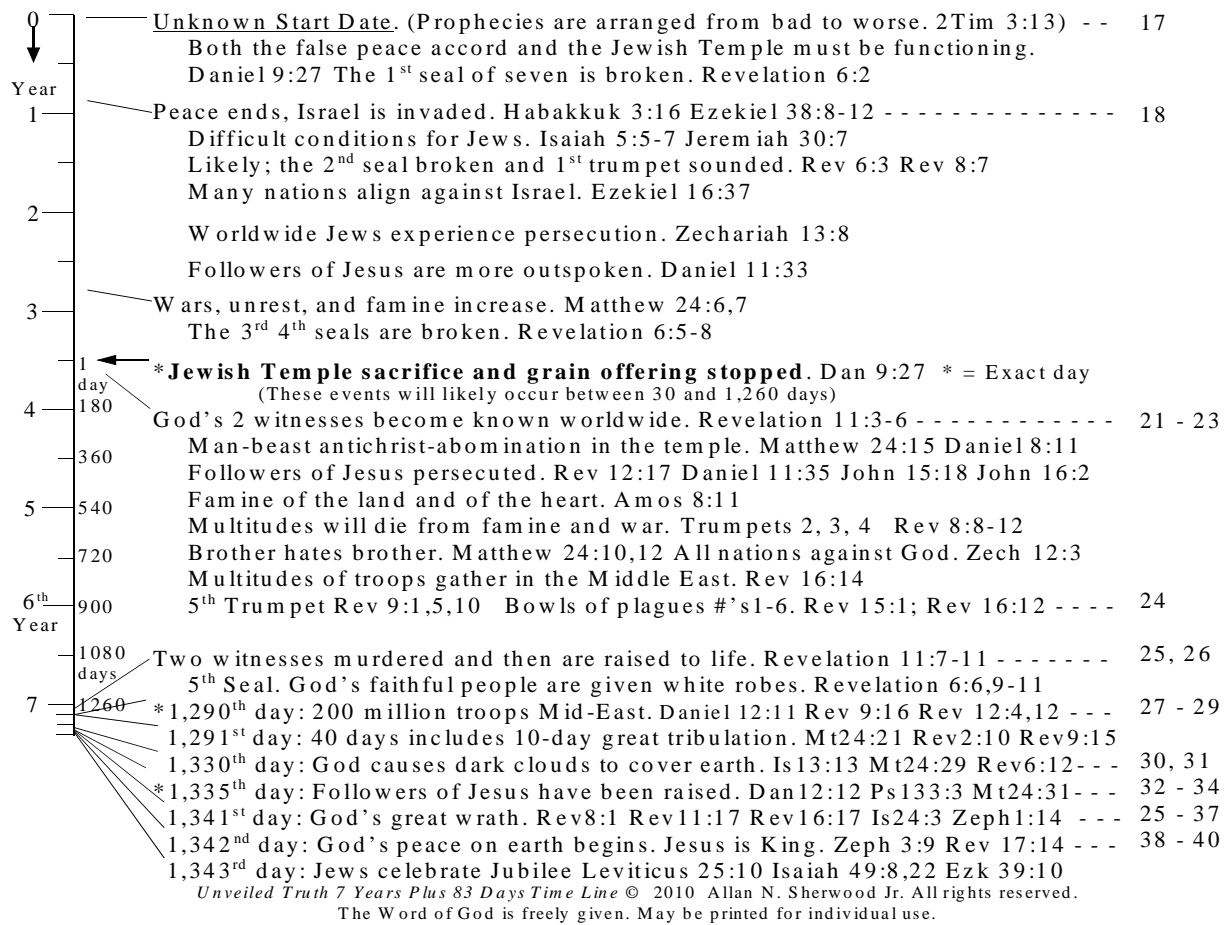 0 Unknown Start Date. (Prophecies are arranged from bad to worse. 2Tim 3:13) - - 17
Both the false peace accord and the Jewish Temple must be functioning.
Daniel 9:27 The 1st seal of seven is broken. Revelation 6:2
Year
1 Peace ends, Israel is invaded. Habakkuk 3:16 Ezekiel 38:8-12 - - - - - - - - - - - - - - 18
Difficult conditions for Jews. Isaiah 5:5-7 Jeremiah 30:7
Likely; the 2nd seal broken and 1st trumpet sounded. Rev 6:3 Rev 8:7
Many nations align against Israel. Ezekiel 16:37
2
Worldwide Jews experience persecution. Zechariah 13:8
Followers of Jesus are more outspoken. Daniel 11:33
Wars, unrest, and famine increase. Matthew 24:6,7
3
The 3rd 4th seals are broken. Revelation 6:5-8
1
day
*Jewish Temple sacrifice and grain offering stopped. Dan 9:27 * = Exact day
(These events will likely occur between 30 and 1,260 days)
4 180 God's 2 witnesses become known worldwide. Revelation 11:3-6 - - - - - - - - - - - - 21 - 23
Man-beast antichrist-abomination in the temple. Matthew 24:15 Daniel 8:11
360
Followers of Jesus persecuted. Rev 12:17 Daniel 11:35 John 15:18 John 16:2
Famine of the land and of the heart. Amos 8:11
5 540
Multitudes will die from famine and war. Trumpets 2, 3, 4 Rev 8:8-12
720 Brother hates brother. Matthew 24:10,12 All nations against God. Zech 12:3
Multitudes of troops gather in the Middle East. Rev 16:14
6th 900 5th Trumpet Rev 9:1,5,10 Bowls of plagues #'s1-6. Rev 15:1; Rev 16:12 - - - - 24
Year
1080
days
Two witnesses murdered and then are raised to life. Revelation 11:7-11 - - - - - - - 25, 26
5th Seal. God's faithful people are given white robes. Revelation 6:6,9-11
7 1260 *1,290th day: 200 million troops Mid-East. Daniel 12:11 Rev 9:16 Rev 12:4,12 - - - 27 - 29
1,291st day: 40 days includes 10-day great tribulation. Mt24:21 Rev2:10 Rev9:15
1,330th day: God causes dark clouds to cover earth. Is13:13 Mt24:29 Rev6:12- - - 30, 31
*1,335th day: Followers of Jesus have been raised. Dan12:12 Ps133:3 Mt24:31- - - 32 - 34
1,341st day: God's great wrath. Rev8:1 Rev11:17 Rev16:17 Is24:3 Zeph1:14 - - - 25 - 37
1,342nd day: God's peace on earth begins. Jesus is King. Zeph 3:9 Rev 17:14 - - - 38 - 40
1,343rd day: Jews celebrate Jubilee Leviticus 25:10 Isaiah 49:8,22 Ezk 39:10
Unveiled Truth 7 Years Plus 83 Days Time Line © 2010 Allan N. Sherwood Jr. All rights reserved.
The Word of God is freely given. May be printed for individual use.